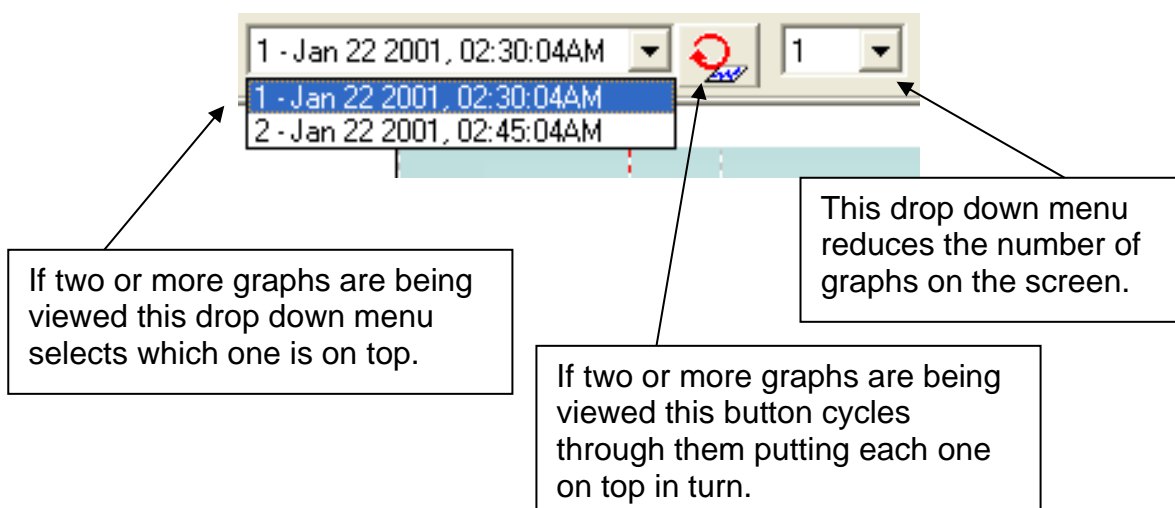 1 - Jan 22 2001, 02:30:04AM
1
1 - Jan 22 2001, 02:30:04AM
2 - Jan 22 2001, 02:45:04AM
This drop down menu
reduces the number of
graphs on the screen.
If two or more graphs are being
viewed this drop down menu
selects which one is on top.
If two or more graphs are being
viewed this button cycles
through them putting each one
on top in turn.